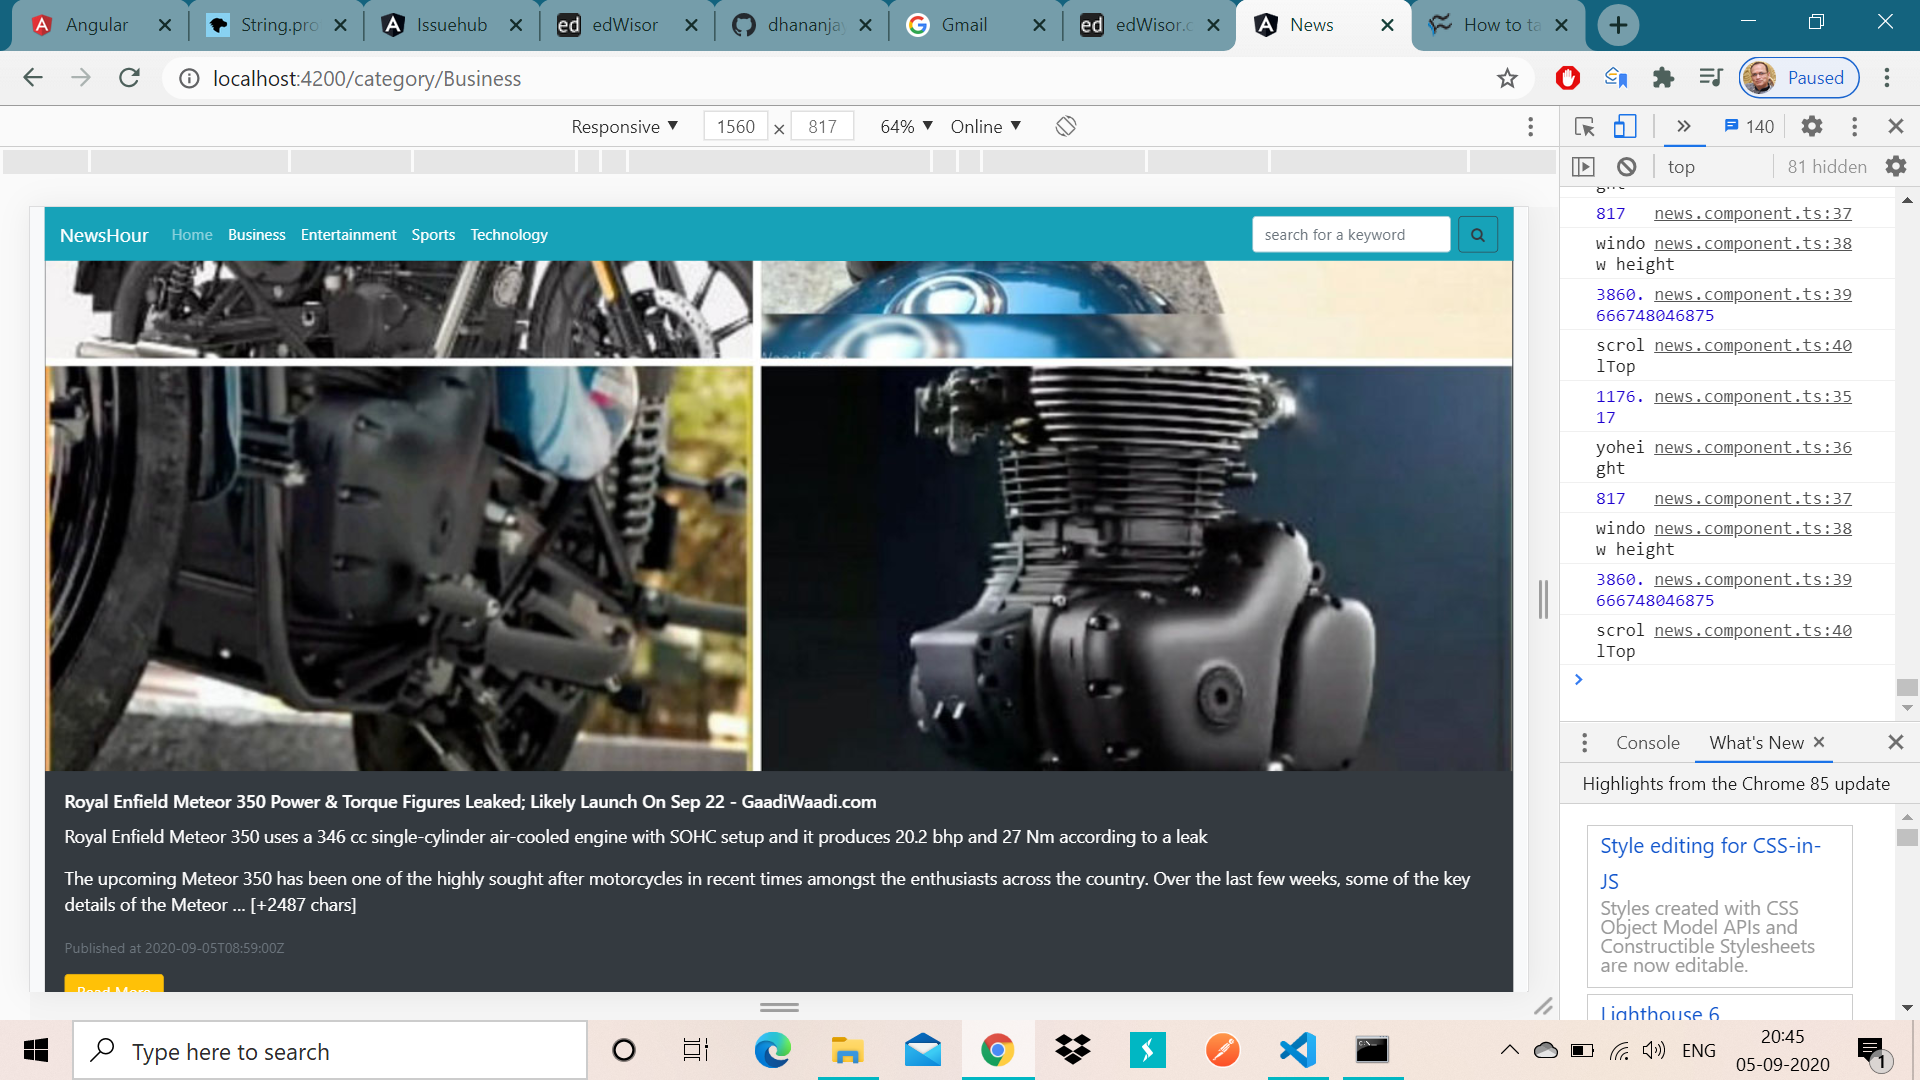 Angular
String.pro
Issuehub
edWisor
dhananjay
Gmail
edWisor.c
News
How to ta
localhost:4200/category/Business
Paused
Responsive
1560 × 817
64%
Online
140
top
81 hidden
NewsHour
Home
Business
Entertainment
Sports
Technology
search for a keyword
ght
817 news.component.ts:37
windo news.component.ts:38
w height
3860. news.component.ts:39
666748046875
scrol news.component.ts:40
lTop
1176. news.component.ts:35
17
yohei news.component.ts:36
ght
817 news.component.ts:37
windo news.component.ts:38
w height
3860. news.component.ts:39
666748046875
scrol news.component.ts:40
lTop
Royal Enfield Meteor 350 Power & Torque Figures Leaked; Likely Launch On Sep 22 - GaadiWaadi.com
Royal Enfield Meteor 350 uses a 346 cc single-cylinder air-cooled engine with SOHC setup and it produces 20.2 bhp and 27 Nm according to a leak
The upcoming Meteor 350 has been one of the highly sought after motorcycles in recent times amongst the enthusiasts across the country. Over the last few weeks, some of the key
details of the Meteor ... [+2487 chars]
Published at 2020-09-05T08:59:00Z
Read More
Console
What's New
Highlights from the Chrome 85 update
Style editing for CSS-in-
JS
Styles created with CSS
Object Model APIs and
Constructible Stylesheets
are now editable.
Lighthouse 6
Type here to search
ENG
20:45
05-09-2020
1